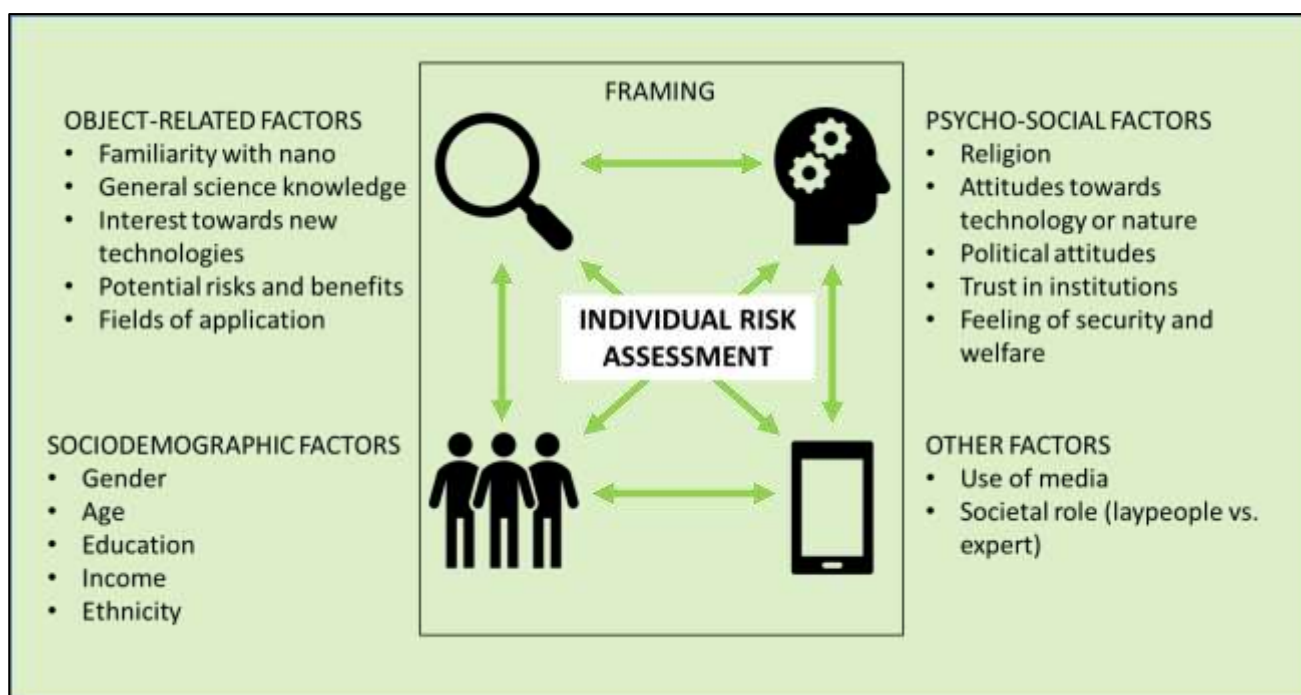 FRAMING
OBJECT-RELATED FACTORS
• Familiarity with nano
• General science knowledge
• Interest towards new
technologies
• Potential risks and benefits
• Fields of application
PSYCHO-SOCIAL FACTORS
• Religion
• Attitudes towards
technology or nature
• Political attitudes
• Trust in institutions
• Feeling of security and
welfare
INDIVIDUAL RISK
ASSESSMENT
SOCIODEMOGRAPHIC FACTORS
• Gender
• Age
• Education
• Income
• Ethnicity
OTHER FACTORS
• Use of media
• Societal role (laypeople vs.
expert)